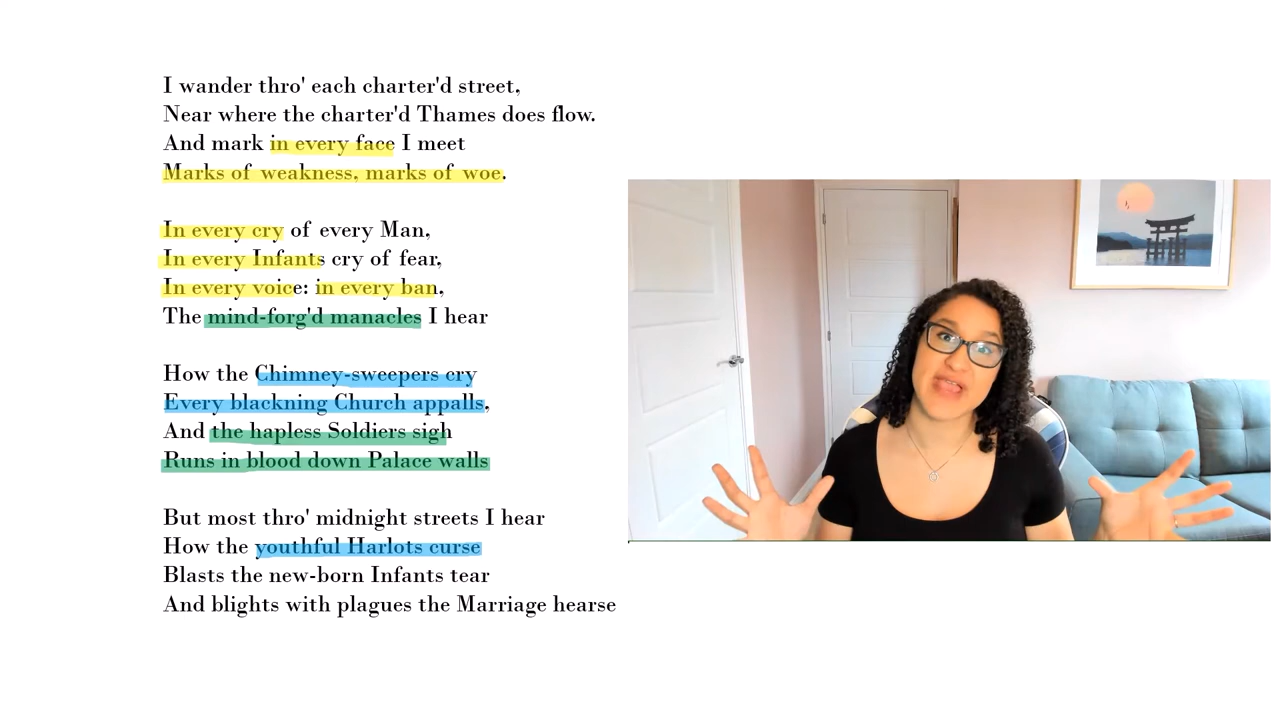 I wander thro' each charter'd street,
Near where the charter'd Thames does flow.
And mark in every face I meet
Marks of weakness, marks of woe.
In every cry of every Man,
In every Infants cry of fear,
In every voice: in every ban,
The mind-forg'd manacles I hear
How the Chimney-sweepers cry
Every blackning Church appalls,
And the hapless Soldiers sigh
Runs in blood down Palace walls
But most thro' midnight streets I hear
How the youthful Harlots curse
Blasts the new-born Infants tear
And blights with plagues the Marriage hearse